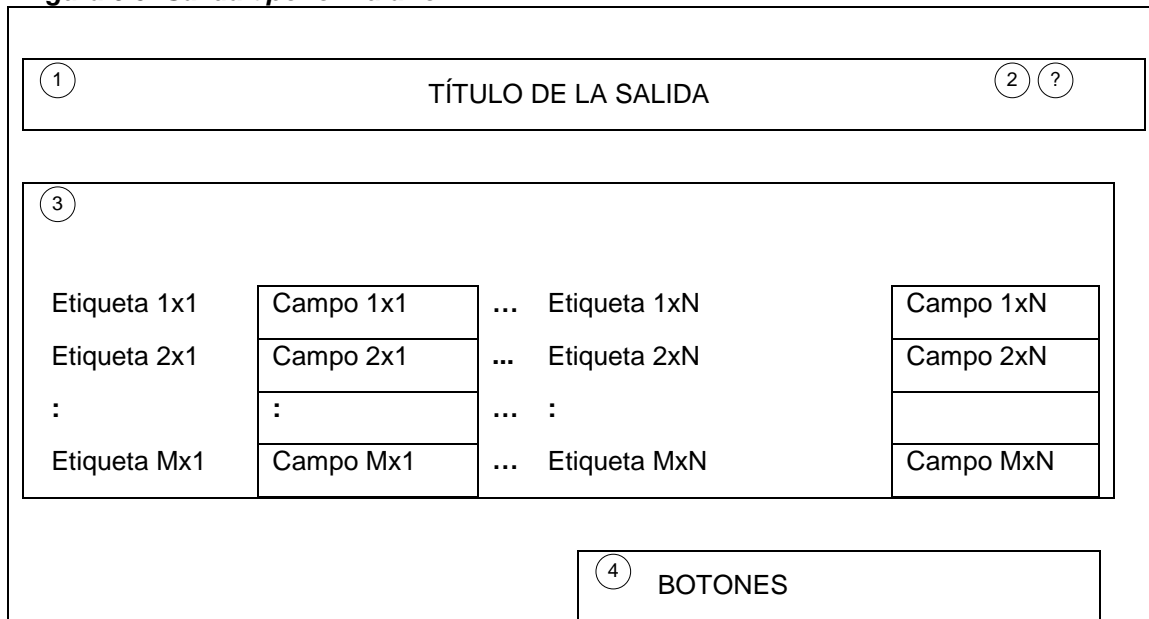 1 TÍTULO DE LA SALIDA 2 ?
3
Etiqueta 1x1 Campo 1x1 … Etiqueta 1xN Campo 1xN
Etiqueta 2x1 Campo 2x1 ... Etiqueta 2xN Campo 2xN
: : … :
Etiqueta Mx1 Campo Mx1 … Etiqueta MxN Campo MxN
4 BOTONES